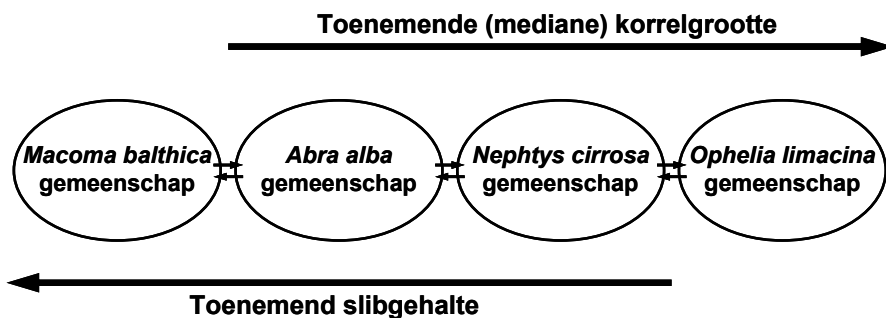 Toenemende (mediane) korrelgrootte
Macoma balthica
gemeenschap
Abra alba
gemeenschap
Nephtys cirrosa
gemeenschap
Ophelia limacina
gemeenschap
Toenemend slibgehalte